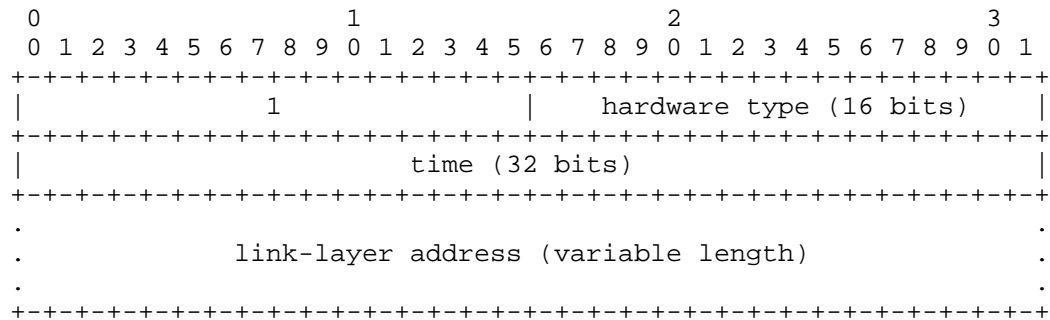 0                   1                   2                   3
 0 1 2 3 4 5 6 7 8 9 0 1 2 3 4 5 6 7 8 9 0 1 2 3 4 5 6 7 8 9 0 1
+-+-+-+-+-+-+-+-+-+-+-+-+-+-+-+-+-+-+-+-+-+-+-+-+-+-+-+-+-+-+-+-+
|               1               |    hardware type (16 bits)    |
+-+-+-+-+-+-+-+-+-+-+-+-+-+-+-+-+-+-+-+-+-+-+-+-+-+-+-+-+-+-+-+-+
|                        time (32 bits)                         |
+-+-+-+-+-+-+-+-+-+-+-+-+-+-+-+-+-+-+-+-+-+-+-+-+-+-+-+-+-+-+-+-+
.                                                               .
.             link-layer address (variable length)              .
.                                                               .
+-+-+-+-+-+-+-+-+-+-+-+-+-+-+-+-+-+-+-+-+-+-+-+-+-+-+-+-+-+-+-+-+